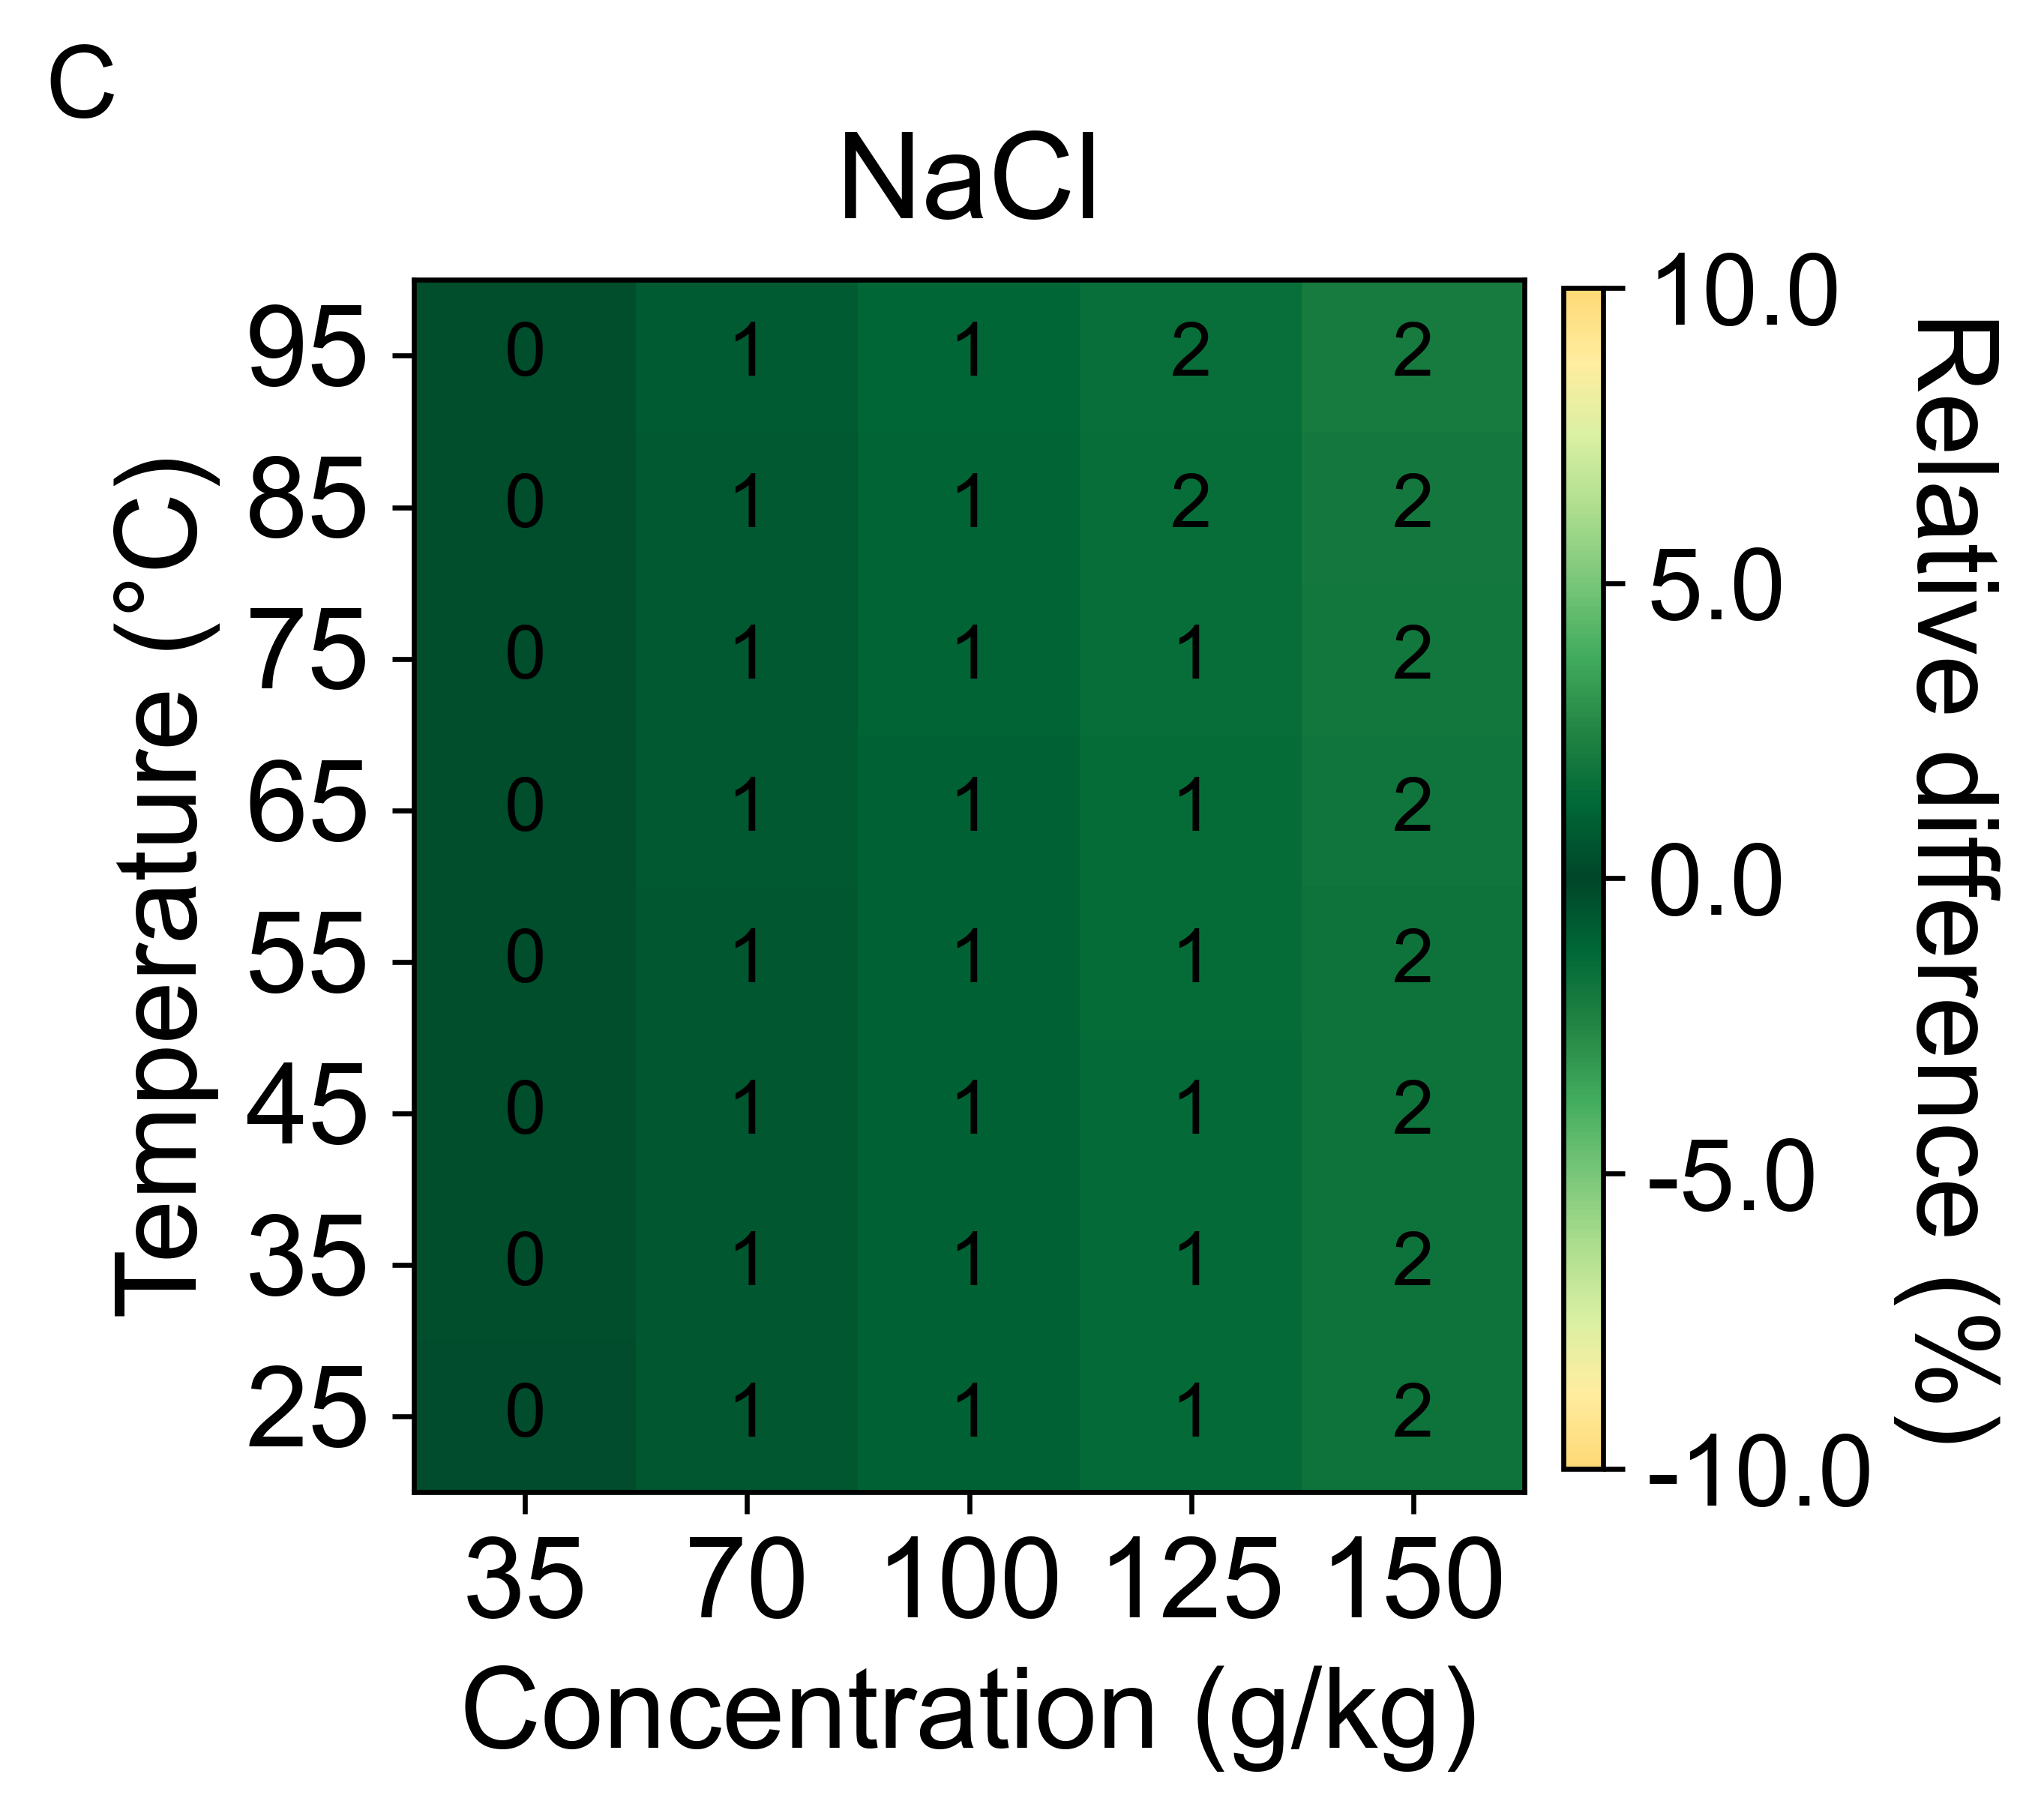 C
NaCl
95 0 1 1 2 2
85 0 1 1 2 2
75 0 1 1 1 2
65 0 1 1 1 2
55 0 1 1 1 2
45 0 1 1 1 2
35 0 1 1 1 2
25 0 1 1 1 2
35 70 100 125 150
Concentration (g/kg)
Temperature (°C)
10.0
5.0
0.0
-5.0
-10.0
Relative difference (%)